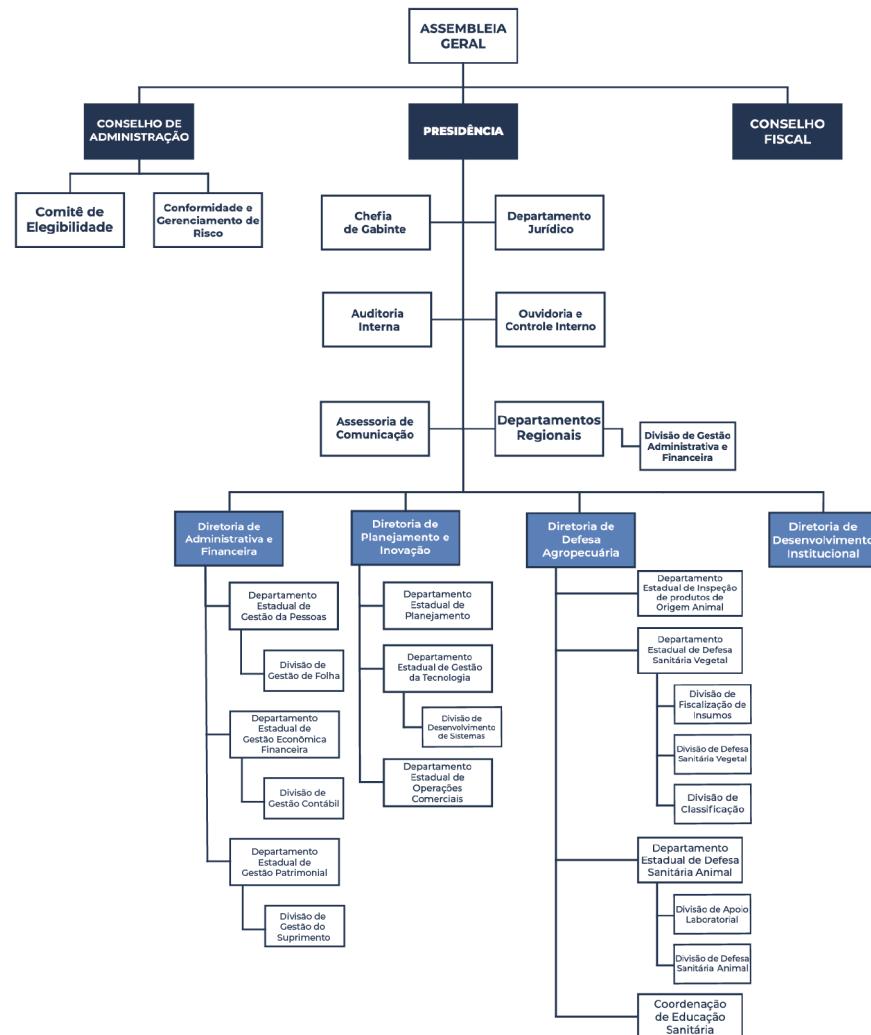 ASSEMBLEIA
GERAL
CONSELHO DE
ADMINISTRAÇÃO
PRESIDÊNCIA
CONSELHO
FISCAL
Comitê de
Elegibilidade
Conformidade e
Gerenciamento de
Risco
Chefia
de Gabinte
Departamento
Jurídico
Auditoria
Interna
Ouvidoria e
Controle Interno
Assessoria de
Comunicação
Departamentos
Regionais
Divisão de Gestão
Administrativa e
Financeira
Diretoria de
Administrativa e
Financeira
Diretoria de
Planejamento e
Inovação
Diretoria de
Defesa
Agropecuária
Diretoria de
Desenvolvimento
Institucional
Departamento
Estadual de
Gestão da Pessoas
Divisão de
Gestão de Folha
Departamento
Estadual de
Gestão Econômica
Financeira
Divisão de
Gestão Contábil
Departamento
Estadual de
Gestão Patrimonial
Divisão de
Gestão do
Suprimento
Departamento
Estadual de
Planejamento
Departamento
Estadual de Gestão
da Tecnologia
Divisão de
Desenvolvimento
de Sistemas
Departamento
Estadual de
Operações
Comerciais
Departamento
Estadual de Inspeção
de produtos de
Origem Animal
Departamento
Estadual de Defesa
Sanitária Vegetal
Divisão de
Fiscalização de
Insumos
Divisão de Defesa
Sanitária Vegetal
Divisão de
Classificação
Departamento
Estadual de Defesa
Sanitária Animal
Divisão de Apoio
Laboratorial
Divisão de Defesa
Sanitária Animal
Coordenação
de Educação
Sanitária